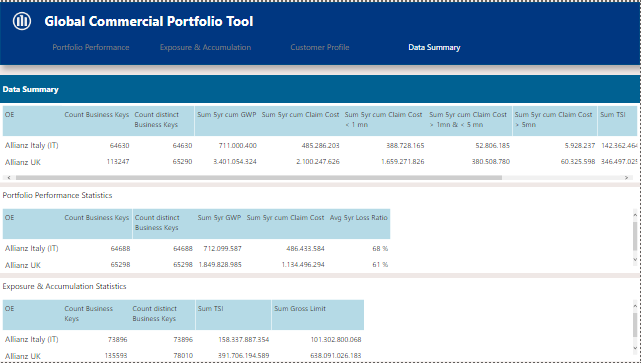 Global Commercial Portfolio Tool
Portfolio Performance Exposure & Accumulation Customer Profile Data Summary
Data Summary
OE Count Business Keys Count distinct Business Keys Sum 5yr cum GWP Sum 5yr cum Claim Cost Sum 5yr cum Claim Cost < 1 mn Sum 5yr cum Claim Cost > 1mn & < 5 mn Sum 5yr cum Claim Cost > 5mn Sum TSI
Allianz Italy (IT) 64630 64630 711.000.400 485.286.203 388.728.165 52.806.185 5.928.237 142.362.464
Allianz UK 113247 65290 3.401.054.324 2.100.247.626 1.659.271.826 380.508.780 60.325.598 346.497.029
Portfolio Performance Statistics
OE Count Business Keys Count distinct Business Keys Sum 5yr GWP Sum 5yr cum Claim Cost Avg 5yr Loss Ratio
Allianz Italy (IT) 64688 64688 712.099.587 486.433.584 68 %
Allianz UK 65298 65298 1.849.828.985 1.134.496.294 61 %
Exposure & Accumulation Statistics
OE Count Business Keys Count distinct Business Keys Sum TSI Sum Gross Limit
Allianz Italy (IT) 73896 73896 158.337.887.354 101.302.800.068
Allianz UK 135593 78010 391.706.194.589 638.091.026.183